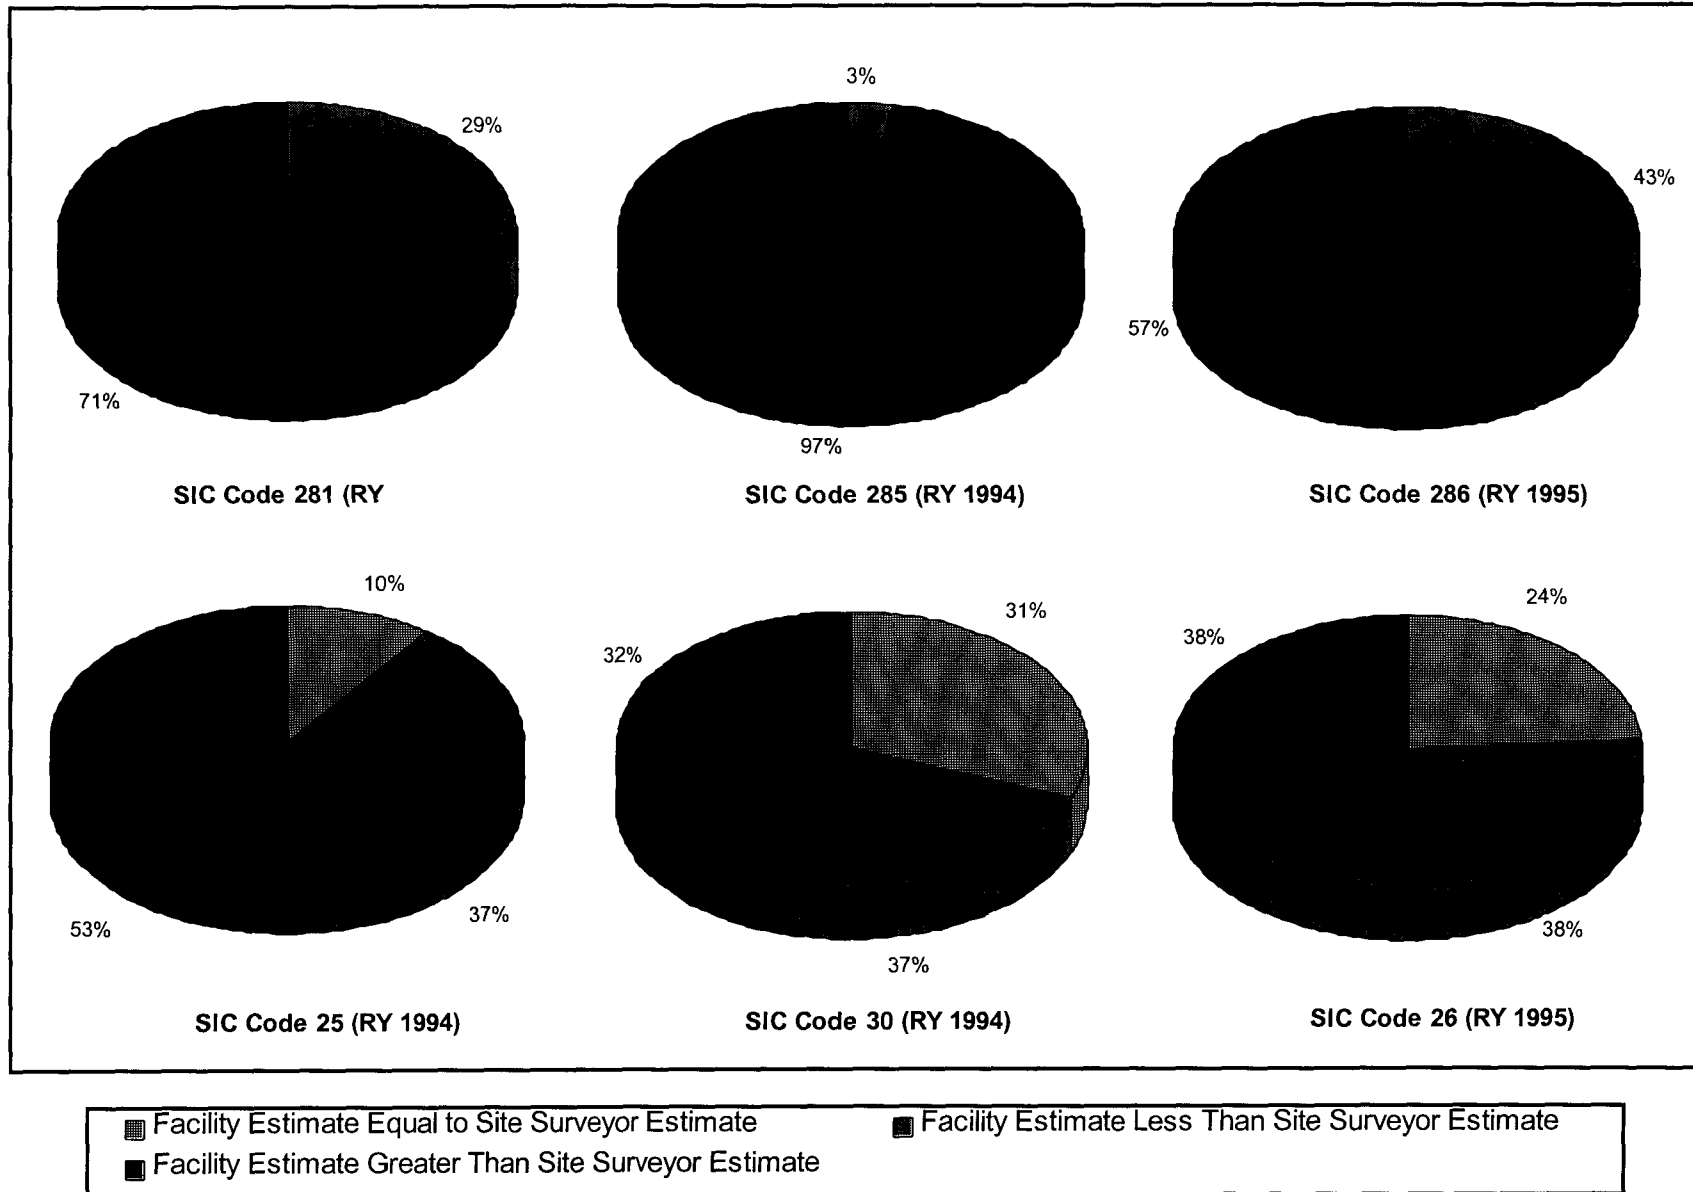 3%
29%
43%
57%
71%
97%
SIC Code 281 (RY
SIC Code 285 (RY 1994)
SIC Code 286 (RY 1995)
10%
31%
24%
38%
32%
37%
53%
38%
37%
SIC Code 25 (RY 1994)
SIC Code 30 (RY 1994)
SIC Code 26 (RY 1995)
Facility Estimate Equal to Site Surveyor Estimate
Facility Estimate Less Than Site Surveyor Estimate
Facility Estimate Greater Than Site Surveyor Estimate